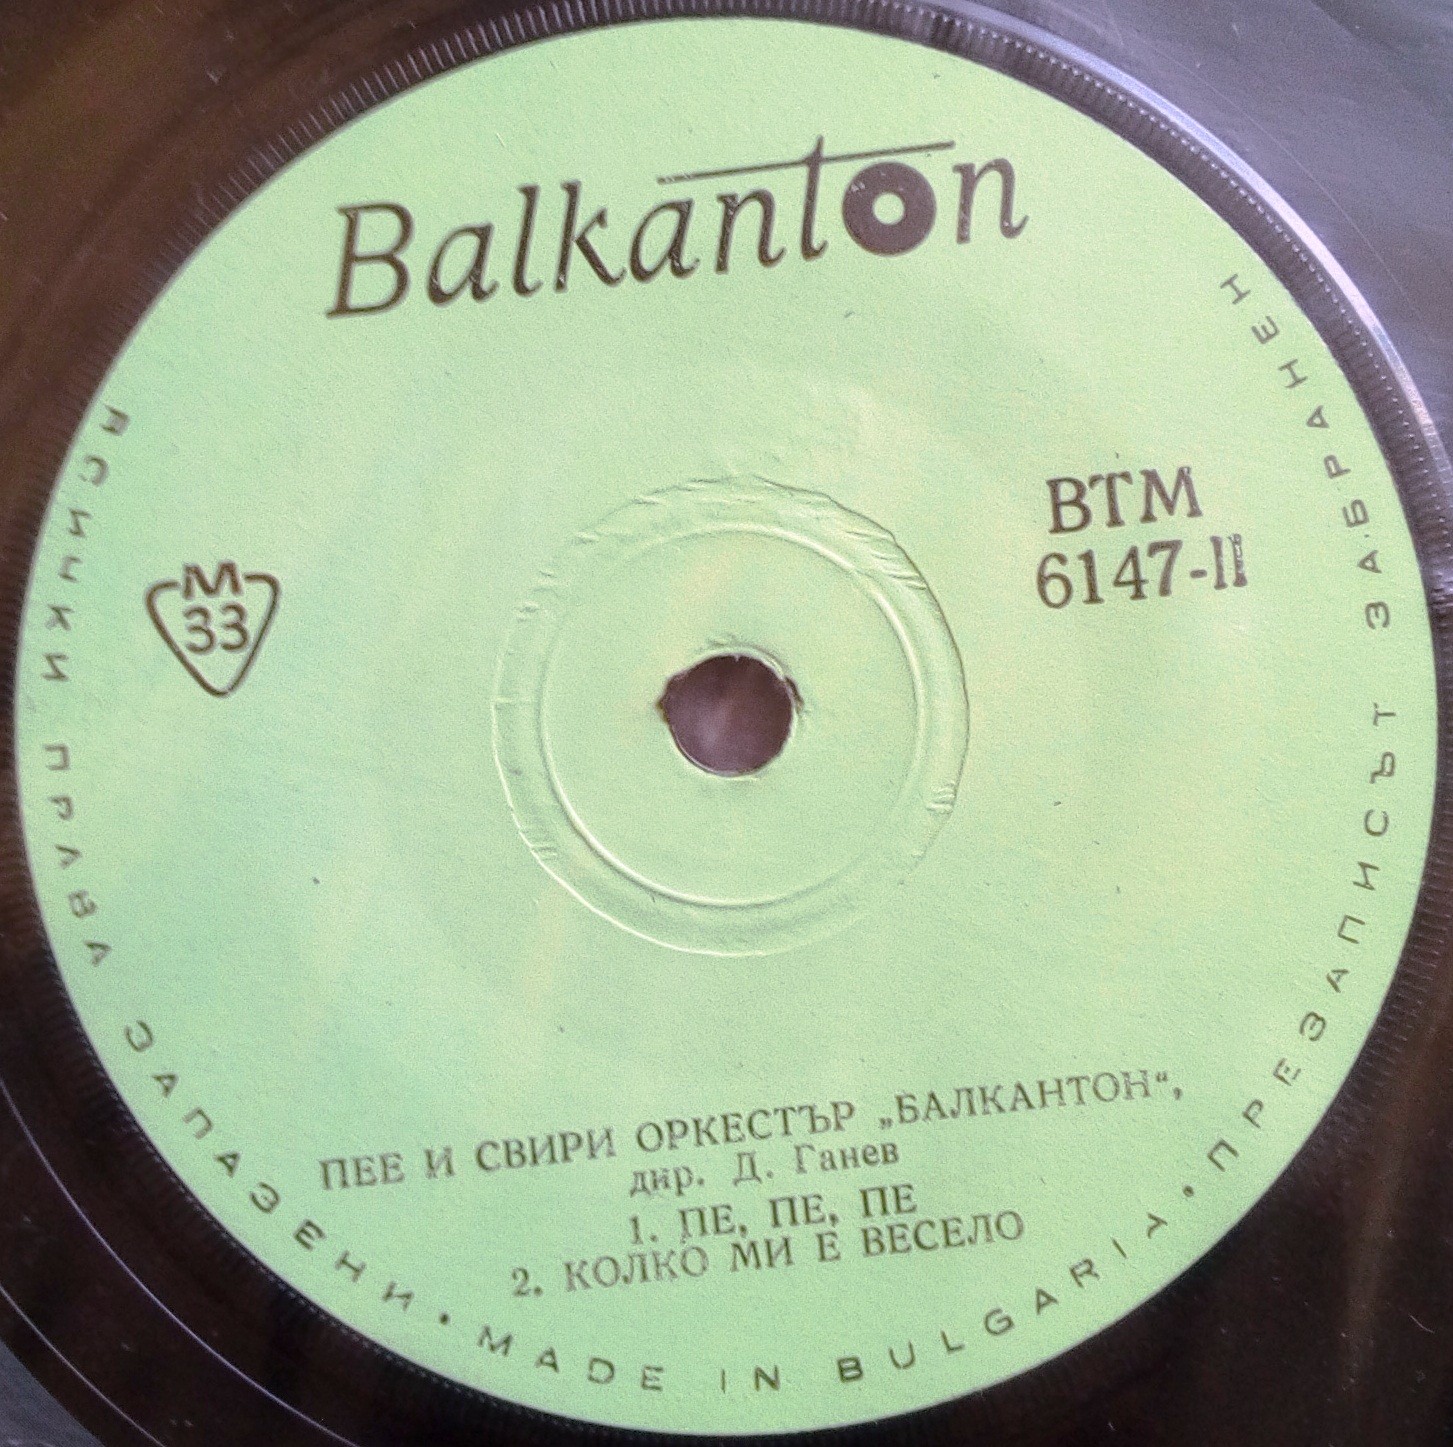 Balkanton
ВТМ
6147-II
М
33
ПЕЕ И СВИРИ ОРКЕСТЪР „БАЛКАНТОН“,
дир. Д. Ганев
1. ПЕ, ПЕ, ПЕ
2. КОЛКО МИ Е ВЕСЕЛО
ВСИЧКИ ПРАВА ЗАПАЗЕНИ • MADE IN BULGARIA • ПРЕЗАПИСЪТ ЗАБРАНЕН